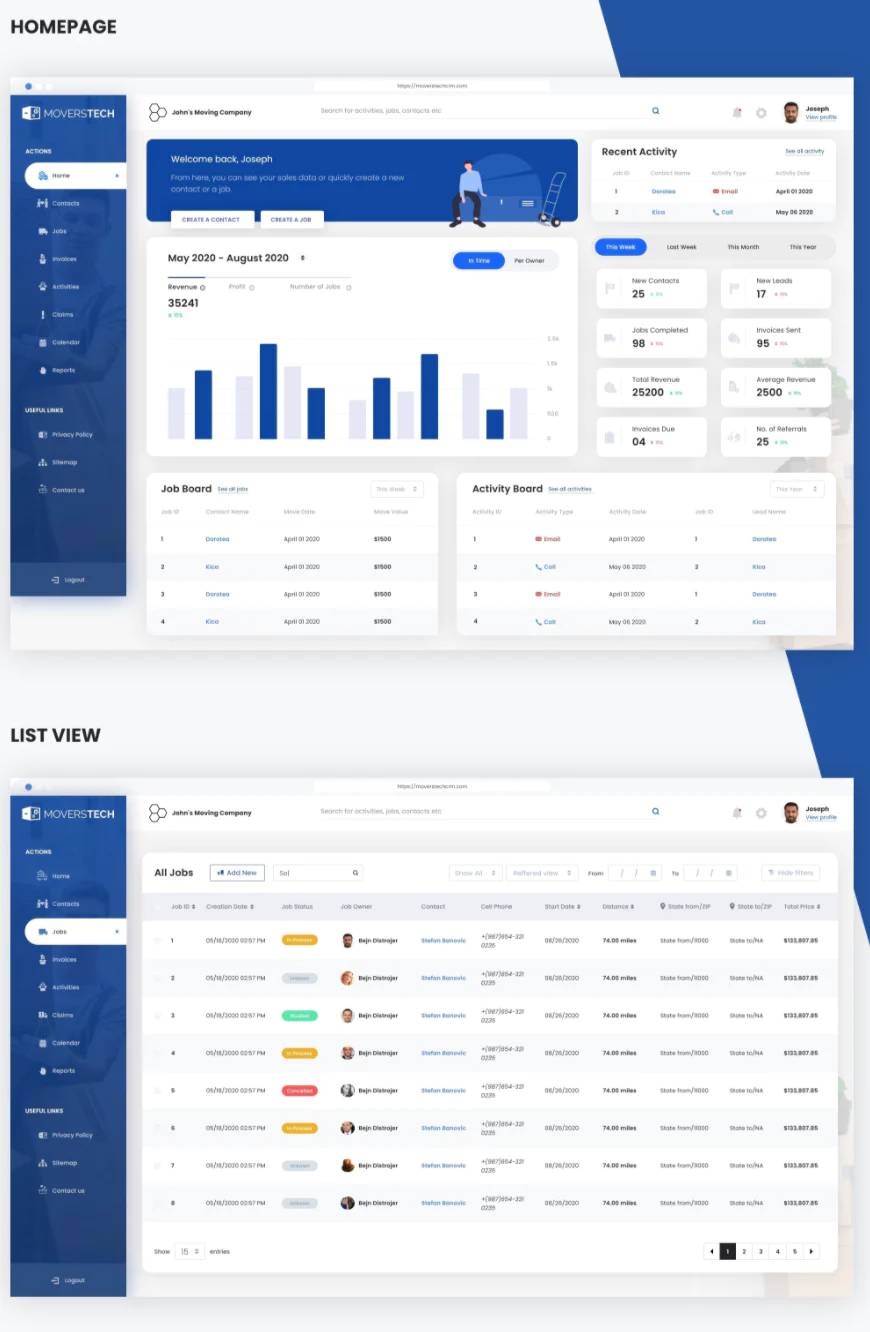 HOMEPAGE
https://moverstechcrm.com
MOVERSTECH
John's Moving Company
Search for activities, jobs, contacts etc
Joseph
View profile
ACTIONS
Home
Contacts
Jobs
Invoices
Activities
Claims
Calendar
Reports
USEFUL LINKS
Privacy Policy
Sitemap
Contact us
Logout
Welcome back, Joseph
From here, you can see your sales data or quickly create a new
contact or a job.
CREATE A CONTACT CREATE A JOB
Recent Activity See all activity
Job ID Contact Name Activity Type Activity Date
1 Dorotea Email April 01 2020
2 Kica Call May 06 2020
May 2020 - August 2020
In Time Per Owner
Revenue Profit Number of Jobs
35241
15%
1.5k
1k
500
0
This Week Last Week This Month This Year
New Contacts
25 15%
New Leads
17 15%
Jobs Completed
98 15%
Invoices Sent
95 15%
Total Revenue
25200 15%
Average Revenue
2500 15%
Invoices Due
04 15%
No. of Referrals
25 15%
Job Board See all jobs This Week
Job ID Contact Name Move Date Move Value
1 Dorotea April 01 2020 $1500
2 Kica April 01 2020 $1500
3 Dorotea April 01 2020 $1500
4 Kica April 01 2020 $1500
Activity Board See all activities This Year
Activity ID Activity Type Activity Date Job ID Lead Name
1 Email April 01 2020 1 Dorotea
2 Call May 06 2020 2 Kica
3 Email April 01 2020 1 Dorotea
4 Call May 06 2020 2 Kica
LIST VIEW
https://moverstechcrm.com
MOVERSTECH
John's Moving Company
Search for activities, jobs, contacts etc
Joseph
View profile
ACTIONS
Home
Contacts
Jobs
Invoices
Activities
Claims
Calendar
Reports
USEFUL LINKS
Privacy Policy
Sitemap
Contact us
Logout
All Jobs Add New Sol Show All Reffered view From / / To / / Hide filters
Job ID Creation Date Job Status Job Owner Contact Cell Phone Start Date Distance State from/ZIP State to/ZIP Total Price
1 05/18/2020 02:57 PM In Process Bejn Distrojer Stefan Banovic +(987)654-321 0235 08/26/2020 74.00 miles State from/11000 State to/NA $133,807.85
2 05/18/2020 02:57 PM Bejn Distrojer Stefan Banovic +(987)654-321 0235 08/26/2020 74.00 miles State from/11000 State to/NA $133,807.85
3 05/18/2020 02:57 PM Booked Bejn Distrojer Stefan Banovic +(987)654-321 0235 08/26/2020 74.00 miles State from/11000 State to/NA $133,807.85
4 05/18/2020 02:57 PM In Process Bejn Distrojer Stefan Banovic +(987)654-321 0235 08/26/2020 74.00 miles State from/11000 State to/NA $133,807.85
5 05/18/2020 02:57 PM Cancelled Bejn Distrojer Stefan Banovic +(987)654-321 0235 08/26/2020 74.00 miles State from/11000 State to/NA $133,807.85
6 05/18/2020 02:57 PM In Process Bejn Distrojer Stefan Banovic +(987)654-321 0235 08/26/2020 74.00 miles State from/11000 State to/NA $133,807.85
7 05/18/2020 02:57 PM Bejn Distrojer Stefan Banovic +(987)654-321 0235 08/26/2020 74.00 miles State from/11000 State to/NA $133,807.85
8 05/18/2020 02:57 PM Bejn Distrojer Stefan Banovic +(987)654-321 0235 08/26/2020 74.00 miles State from/11000 State to/NA $133,807.85
Show 15 entries
1 2 3 4 5